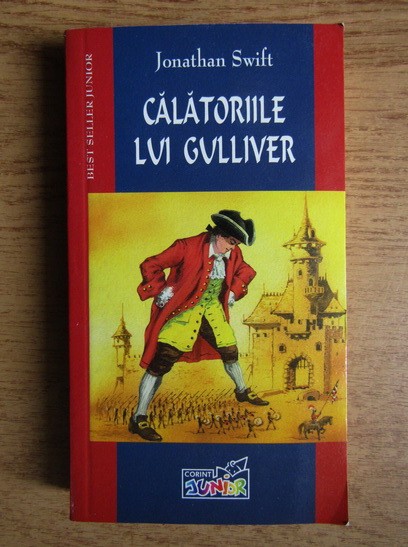 Jonathan Swift
CĂLĂTORIILE
LUI GULLIVER
BEST SELLER JUNIOR
CORINT
JUNIOR